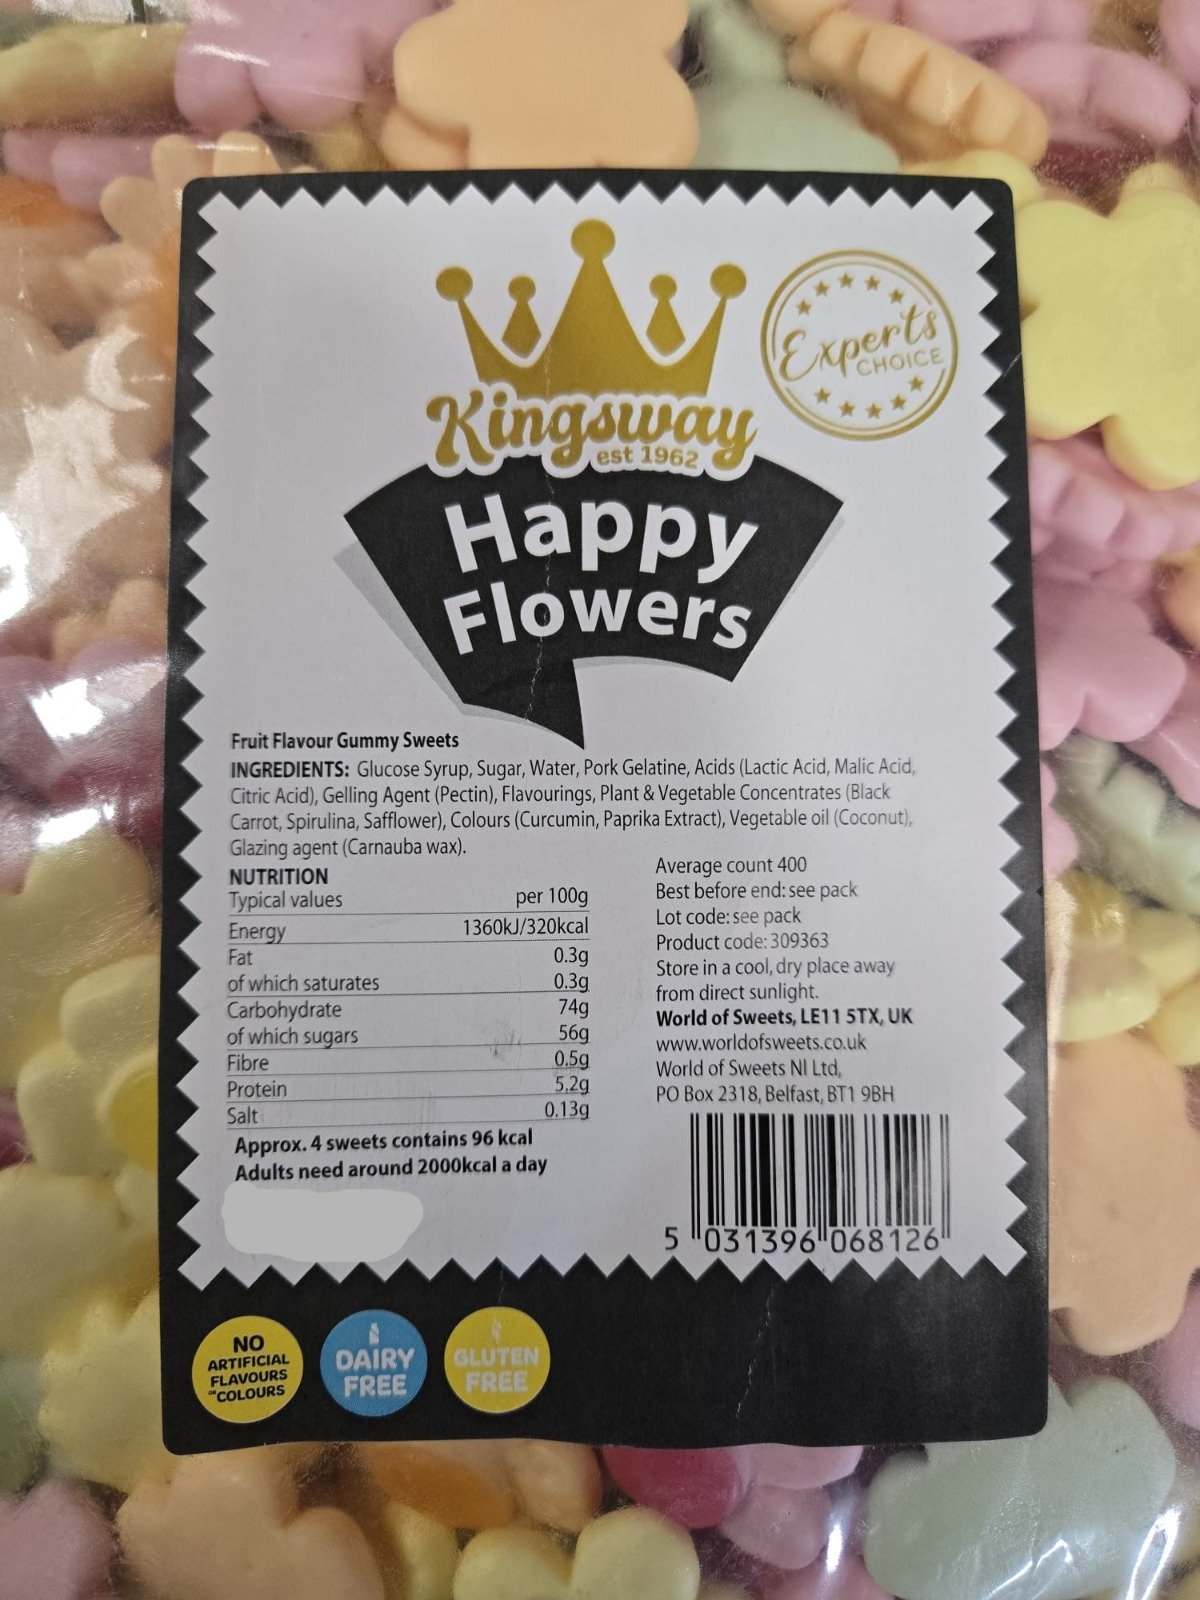 Experts
CHOICE
Kingsway
est 1962
Happy
Flowers
Fruit Flavour Gummy Sweets
INGREDIENTS: Glucose Syrup, Sugar, Water, Pork Gelatine, Acids (Lactic Acid, Malic Acid,
Citric Acid), Gelling Agent (Pectin), Flavourings, Plant & Vegetable Concentrates (Black
Carrot, Spirulina, Safflower), Colours (Curcumin, Paprika Extract), Vegetable oil (Coconut),
Glazing agent (Carnauba wax).
NUTRITION
Typical values per 100g
Energy 1360kJ/320kcal
Fat 0.3g
of which saturates 0.3g
Carbohydrate 74g
of which sugars 56g
Fibre 0.5g
Protein 5.2g
Salt 0.13g
Approx. 4 sweets contains 96 kcal
Adults need around 2000kcal a day
Average count 400
Best before end: see pack
Lot code: see pack
Product code: 309363
Store in a cool, dry place away
from direct sunlight.
World of Sweets, LE11 5TX, UK
www.worldofsweets.co.uk
World of Sweets NI Ltd,
PO Box 2318, Belfast, BT1 9BH
5 031396 068126
NO
ARTIFICIAL
FLAVOURS
OR COLOURS
DAIRY
FREE
GLUTEN
FREE